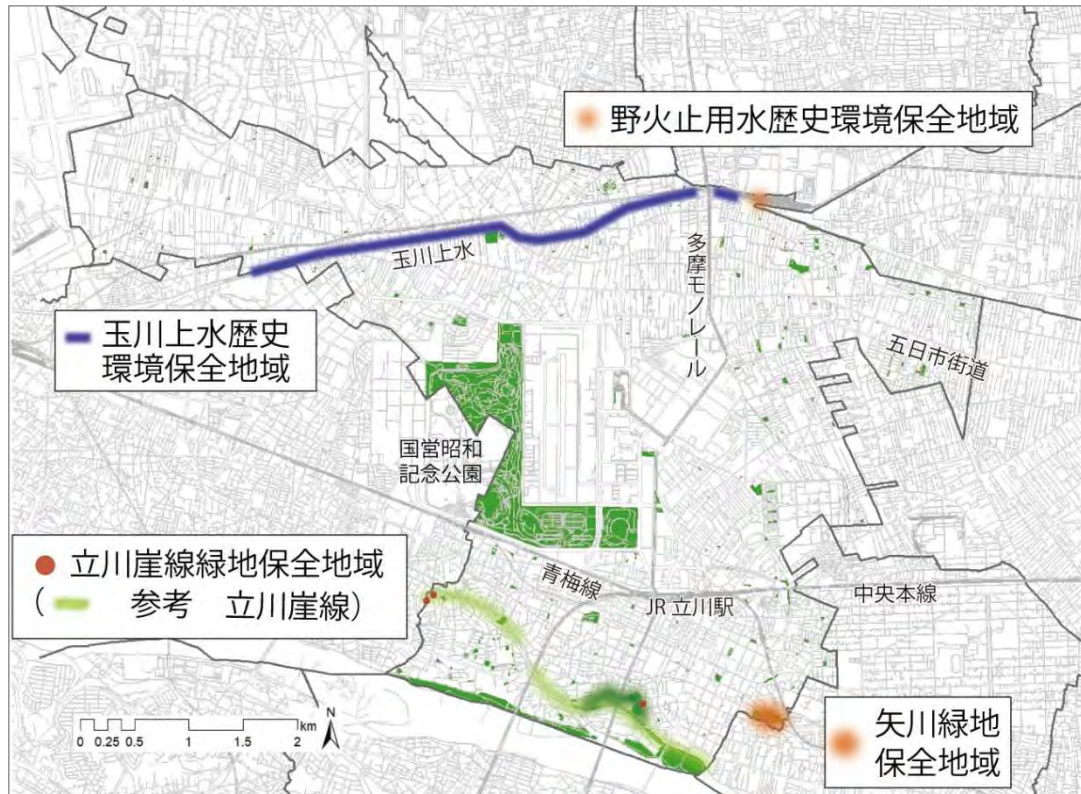 野火止用水歴史環境保全地域
玉川上水
多摩モノレール
玉川上水歴史
環境保全地域
五日市街道
国営昭和
記念公園
立川崖線緑地保全地域
( 参考 立川崖線)
青梅線
JR 立川駅
中央本線
矢川緑地
保全地域
km
N
0 0.25 0.5 1 1.5 2